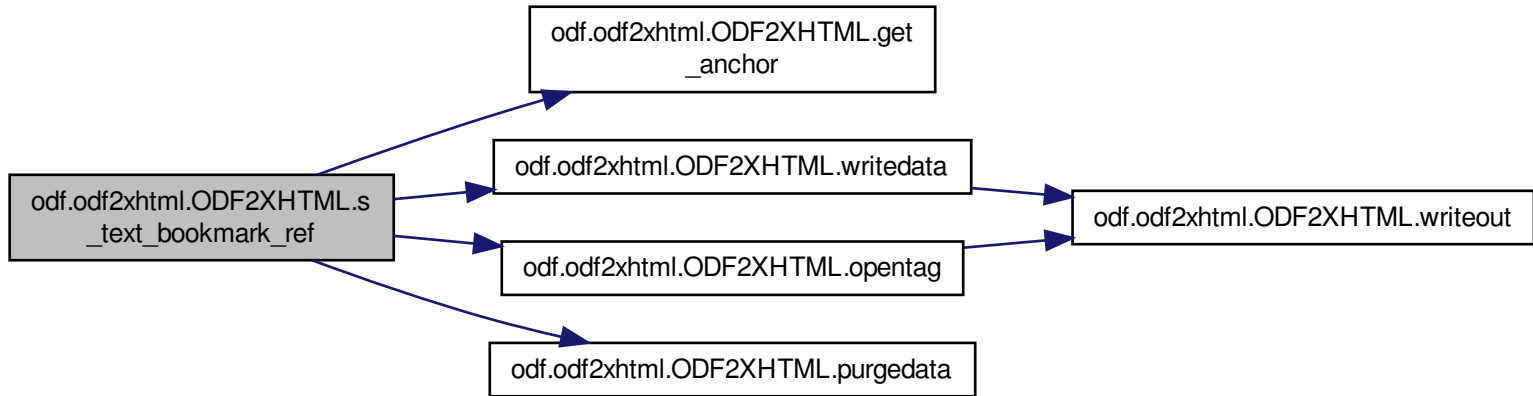 odf.odf2xhtml.ODF2XHTML.get
_anchor
odf.odf2xhtml.ODF2XHTML.writedata
odf.odf2xhtml.ODF2XHTML.s
_text_bookmark_ref
odf.odf2xhtml.ODF2XHTML.writeout
odf.odf2xhtml.ODF2XHTML.opentag
odf.odf2xhtml.ODF2XHTML.purgedata